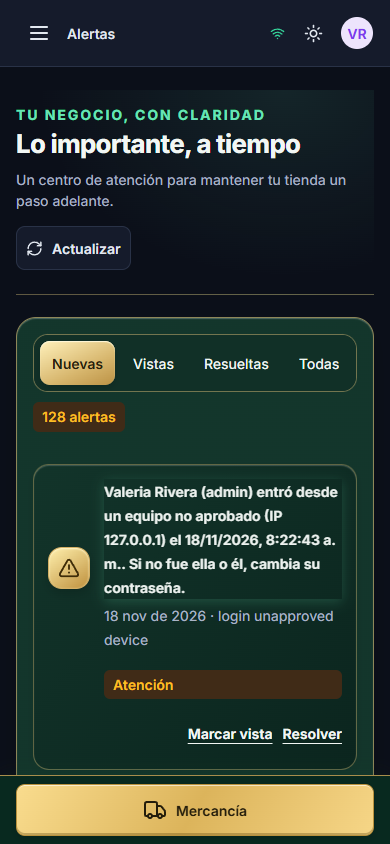 Alertas
VR
TU NEGOCIO, CON CLARIDAD
Lo importante, a tiempo
Un centro de atención para mantener tu tienda un
paso adelante.
Actualizar
Nuevas Vistas Resueltas Todas
128 alertas
Valeria Rivera (admin) entró desde
un equipo no aprobado (IP
127.0.0.1) el 18/11/2026, 8:22:43 a.
m.. Si no fue ella o él, cambia su
contraseña.
18 nov de 2026 · login unapproved
device
Atención
Marcar vista Resolver
Mercancía